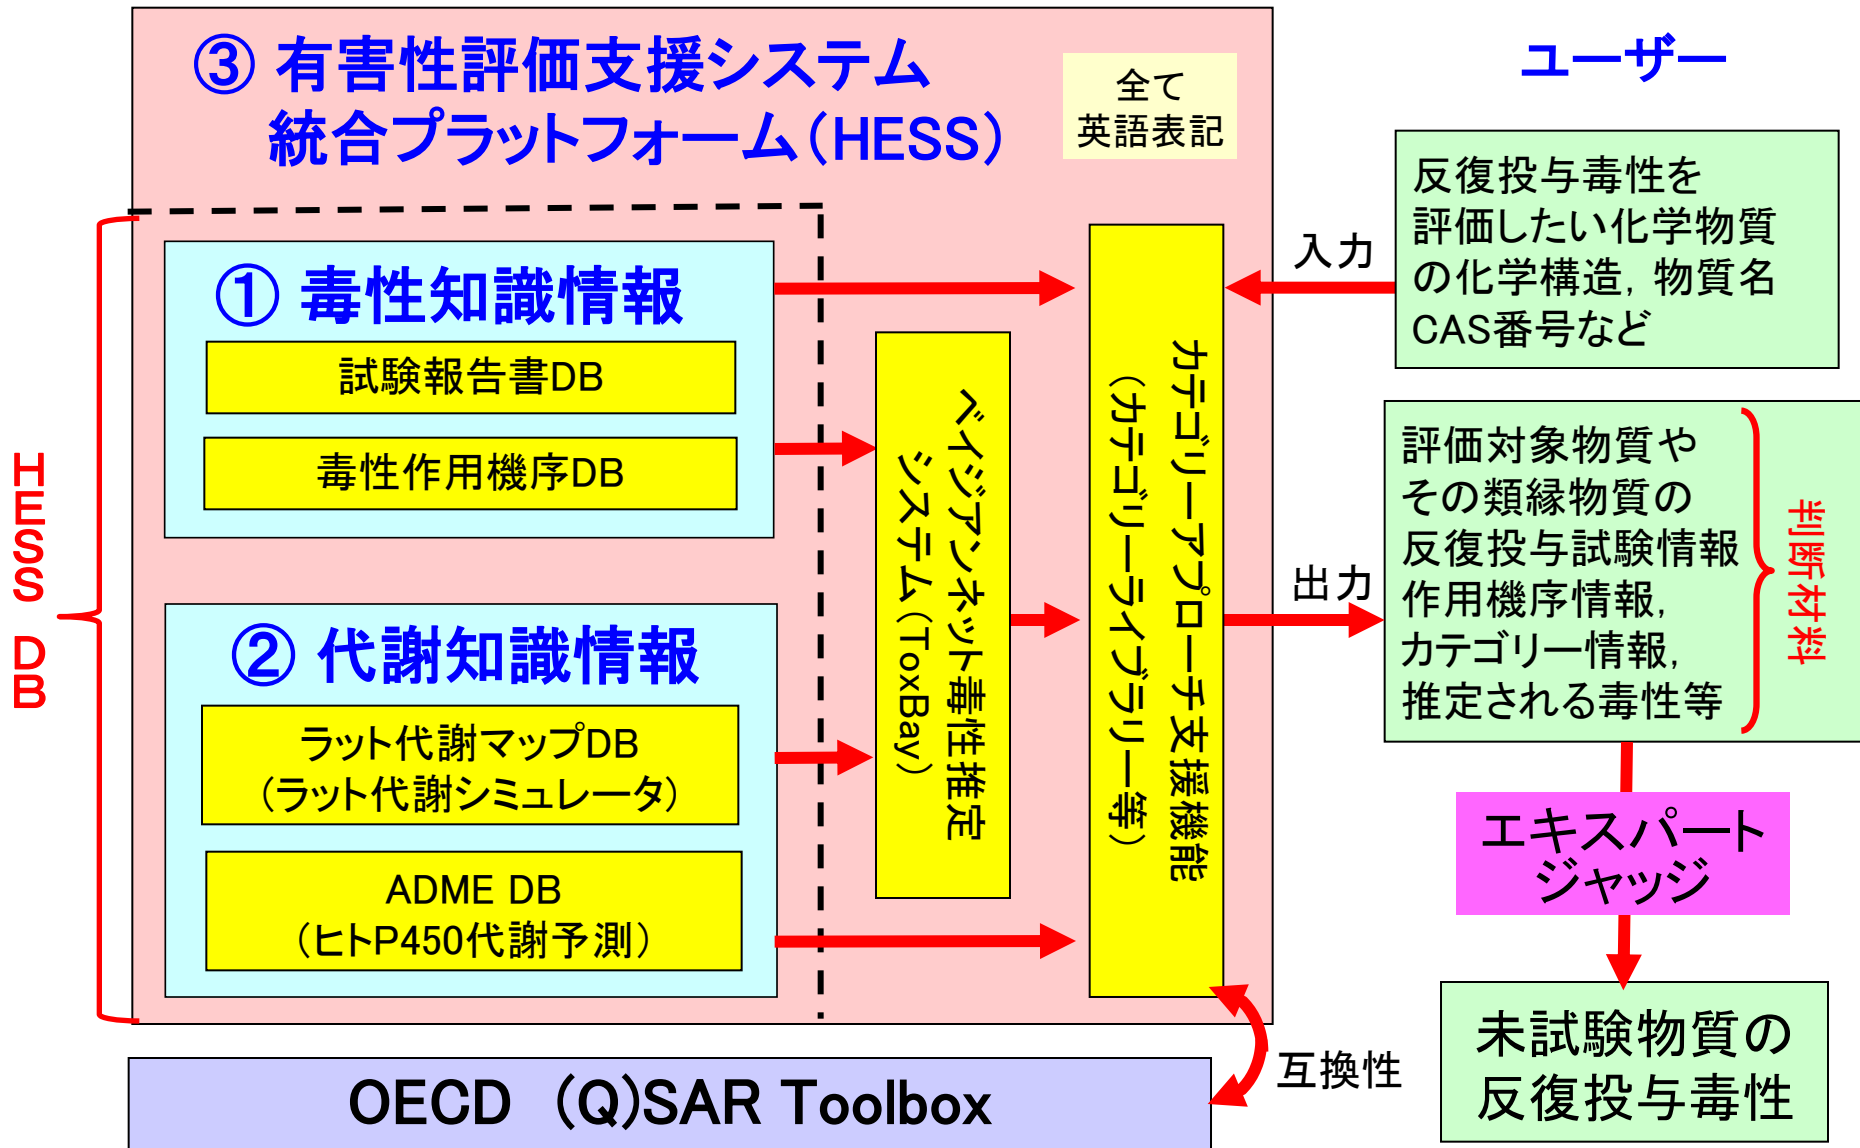 ③ 有害性評価支援システム
統合プラットフォーム(HESS)
全て
英語表記
ユーザー
HESS DB
① 毒性知識情報
試験報告書DB
毒性作用機序DB
② 代謝知識情報
ラット代謝マップDB
(ラット代謝シミュレータ)
ADME DB
(ヒトP450代謝予測)
ベイジアンネット毒性推定
システム(ToxBay)
カテゴリーアプローチ支援機能
(カテゴリーライブラリー等)
入力
反復投与毒性を
評価したい化学物質
の化学構造, 物質名
CAS番号など
出力
評価対象物質や
その類縁物質の
反復投与試験情報
作用機序情報,
カテゴリー情報,
推定される毒性等
判断材料
エキスパート
ジャッジ
未試験物質の
反復投与毒性
互換性
OECD (Q)SAR Toolbox